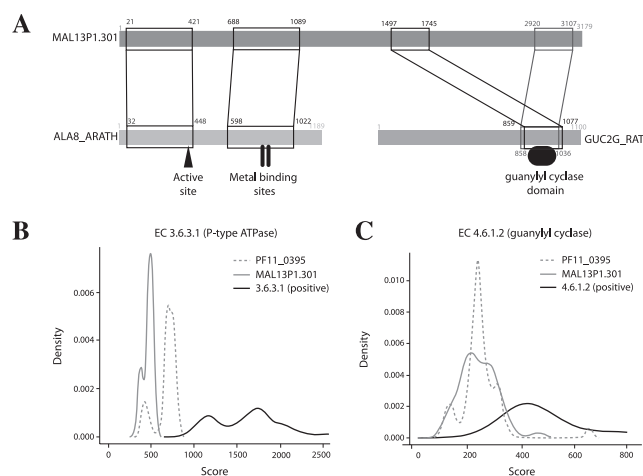 A
21 421 688 1089 1497 1745 2920 3107
MAL13P1.301 1 3179
32 448 598 1022 859 1077
ALA8_ARATH 1 1189 1 1100 GUC2G_RAT
858 1036
Active
site
Metal binding
sites
guanylyl cyclase
domain
B
EC 3.6.3.1 (P-type ATPase)
PF11_0395
MAL13P1.301
3.6.3.1 (positive)
Density
0.006
0.004
0.002
0.000
0 500 1000 1500 2000 2500
Score
C
EC 4.6.1.2 (guanylyl cyclase)
PF11_0395
MAL13P1.301
4.6.1.2 (positive)
Density
0.010
0.008
0.006
0.004
0.002
0.000
0 200 400 600 800
Score